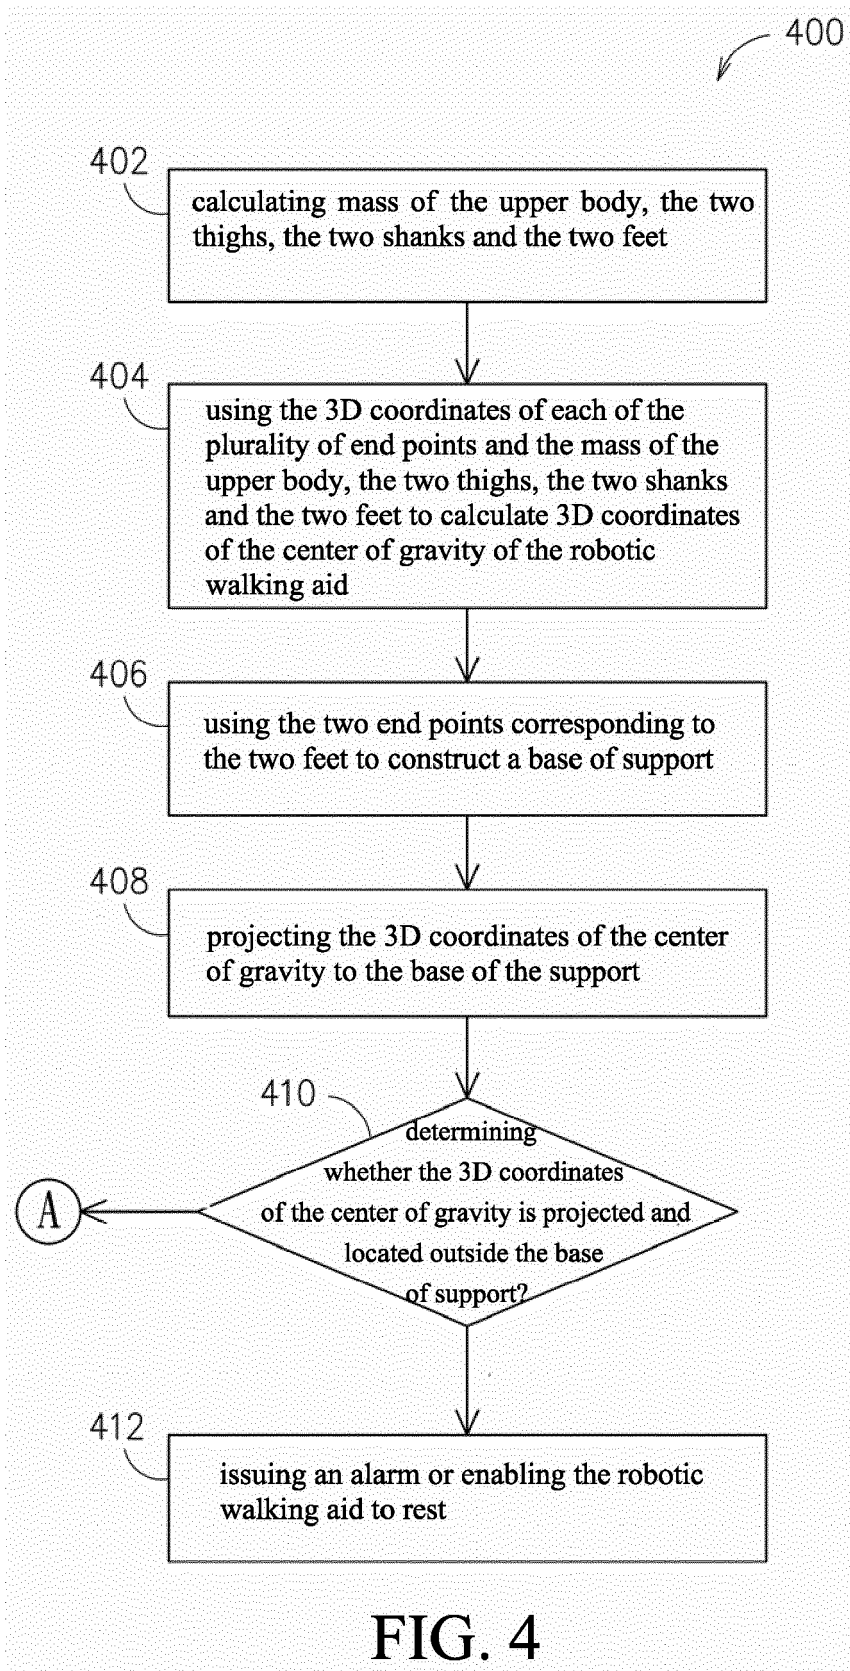 400
402
calculating mass of the upper body, the two
thighs, the two shanks and the two feet
404
using the 3D coordinates of each of the
plurality of end points and the mass of the
upper body, the two thighs, the two shanks
and the two feet to calculate 3D coordinates
of the center of gravity of the robotic
walking aid
406
using the two end points corresponding to
the two feet to construct a base of support
408
projecting the 3D coordinates of the center
of gravity to the base of the support
410
determining
whether the 3D coordinates
of the center of gravity is projected and
located outside the base
of support?
A
412
issuing an alarm or enabling the robotic
walking aid to rest
FIG. 4